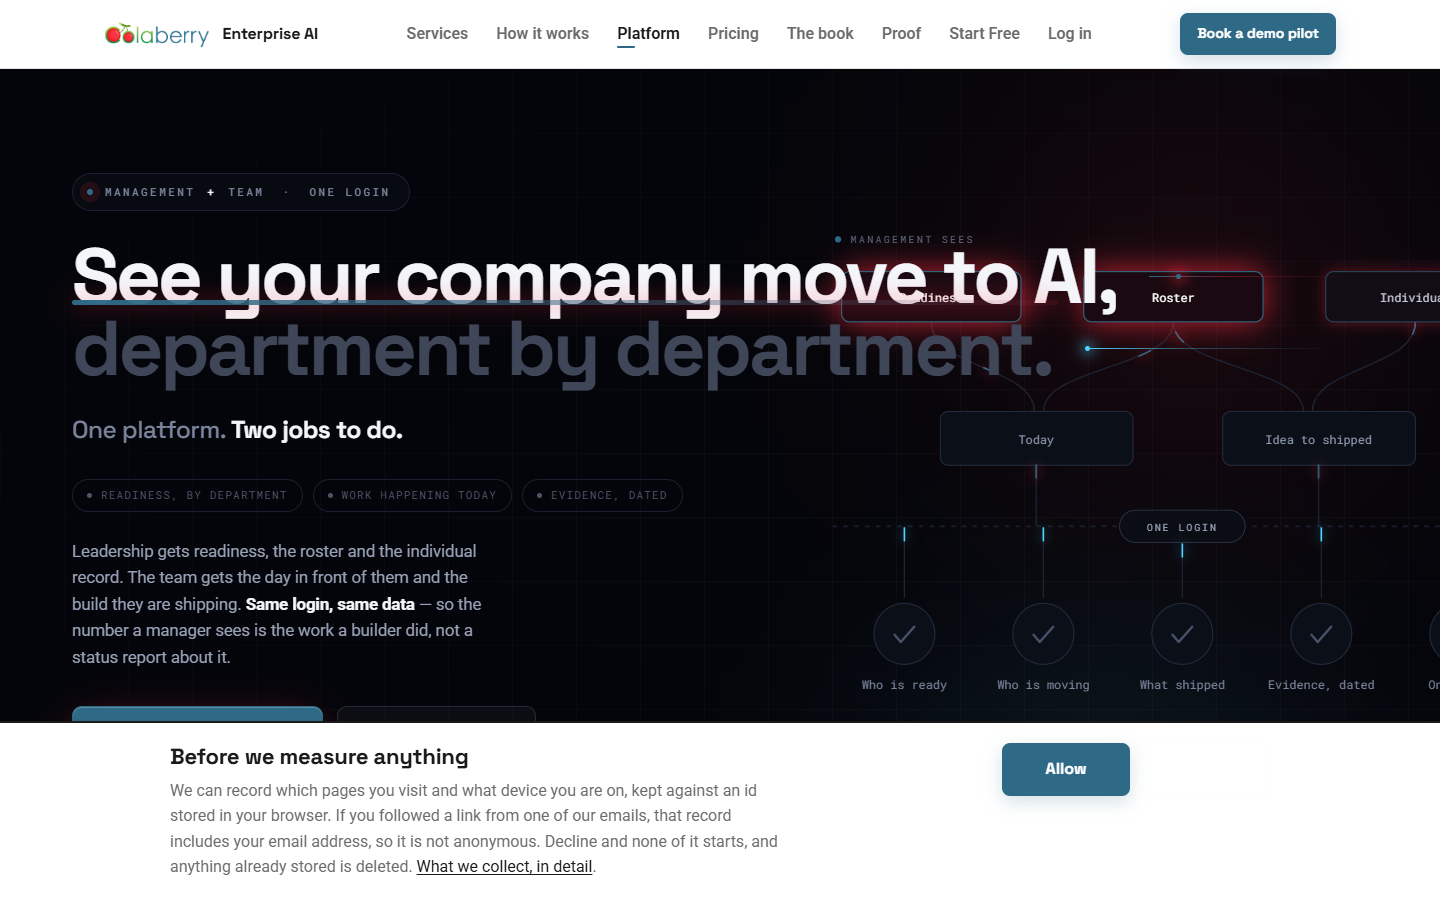 laberry Enterprise AI
Services How it works Platform Pricing The book Proof Start Free Log in
Book a demo pilot
MANAGEMENT + TEAM · ONE LOGIN
See your company move to AI,
department by department.
One platform. Two jobs to do.
READINESS, BY DEPARTMENT
WORK HAPPENING TODAY
EVIDENCE, DATED
Leadership gets readiness, the roster and the individual
record. The team gets the day in front of them and the
build they are shipping. Same login, same data — so the
number a manager sees is the work a builder did, not a
status report about it.
MANAGEMENT SEES
Roster
Today
Idea to shipped
ONE LOGIN
Who is ready
Who is moving
What shipped
Evidence, dated
Before we measure anything
We can record which pages you visit and what device you are on, kept against an id
stored in your browser. If you followed a link from one of our emails, that record
includes your email address, so it is not anonymous. Decline and none of it starts, and
anything already stored is deleted. What we collect, in detail.
Allow